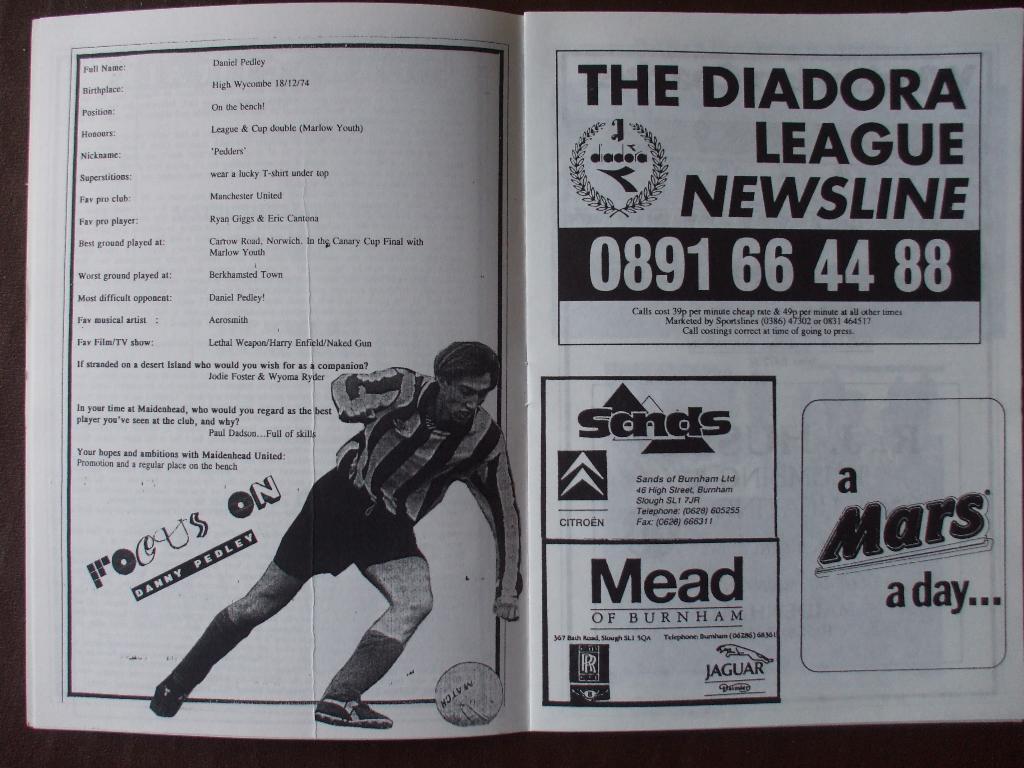 Full Name: Daniel Pedley
Birthplace: High Wycombe 18/12/74
Position: On the bench!
Honours: League & Cup double (Marlow Youth)
Nickname: 'Pedders'
Superstitions: wear a lucky T-shirt under top
Fav pro club: Manchester United
Fav pro player: Ryan Giggs & Eric Cantona
Best ground played at: Carrow Road, Norwich. In the Canary Cup Final with
Marlow Youth
Worst ground played at: Berkhamsted Town
Most difficult opponent: Daniel Pedley!
Fav musical artist : Aerosmith
Fav Film/TV show: Lethal Weapon/Harry Enfield/Naked Gun
If stranded on a desert Island who would you wish for as a companion?
Jodie Foster & Wyoma Ryder
In your time at Maidenhead, who would you regard as the best
player you've seen at the club, and why?
Paul Dadson...Full of skills
Your hopes and ambitions with Maidenhead United:
Promotion and a regular place on the bench
FOCUS ON
DANNY PEDLEY
MATCH
THE DIADORA
LEAGUE
NEWSLINE
diadora
0891 66 44 88
Calls cost 39p per minute cheap rate & 49p per minute at all other times
Marketed by Sportslines (0386) 47302 or 0831 464517
Call costings correct at time of going to press.
Sands
CITROËN
Sands of Burnham Ltd
46 High Street, Burnham
Slough SL1 7JR
Telephone: (0628) 605255
Fax: (0628) 666311
Mead
OF BURNHAM
367 Bath Road, Slough SL1 5QA Telephone: Burnham (06286) 68361
RR
JAGUAR
Daimler
a
Mars
a day...